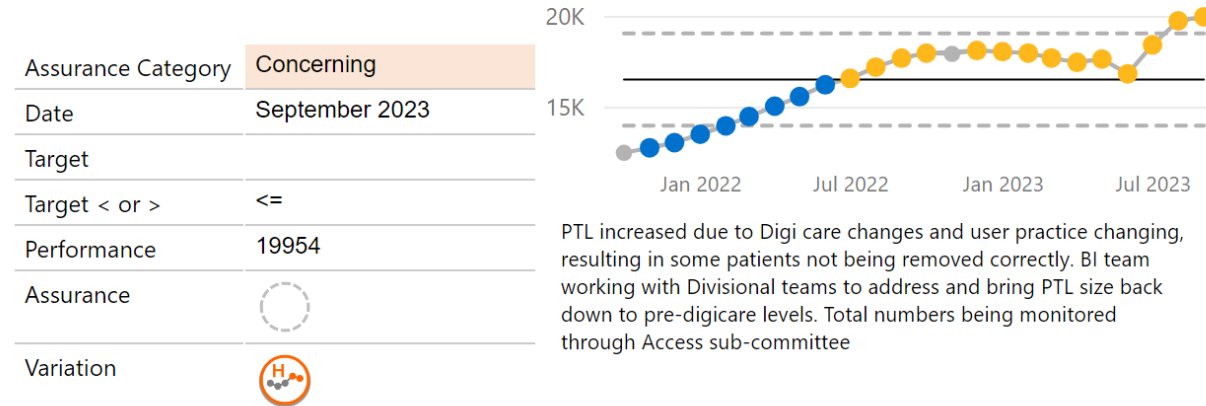 Assurance Category Concerning
Date September 2023
Target
Target < or > <=
Performance 19954
Assurance
Variation
H
20K
15K
Jan 2022 Jul 2022 Jan 2023 Jul 2023
PTL increased due to Digi care changes and user practice changing,
resulting in some patients not being removed correctly. BI team
working with Divisional teams to address and bring PTL size back
down to pre-digicare levels. Total numbers being monitored
through Access sub-committee